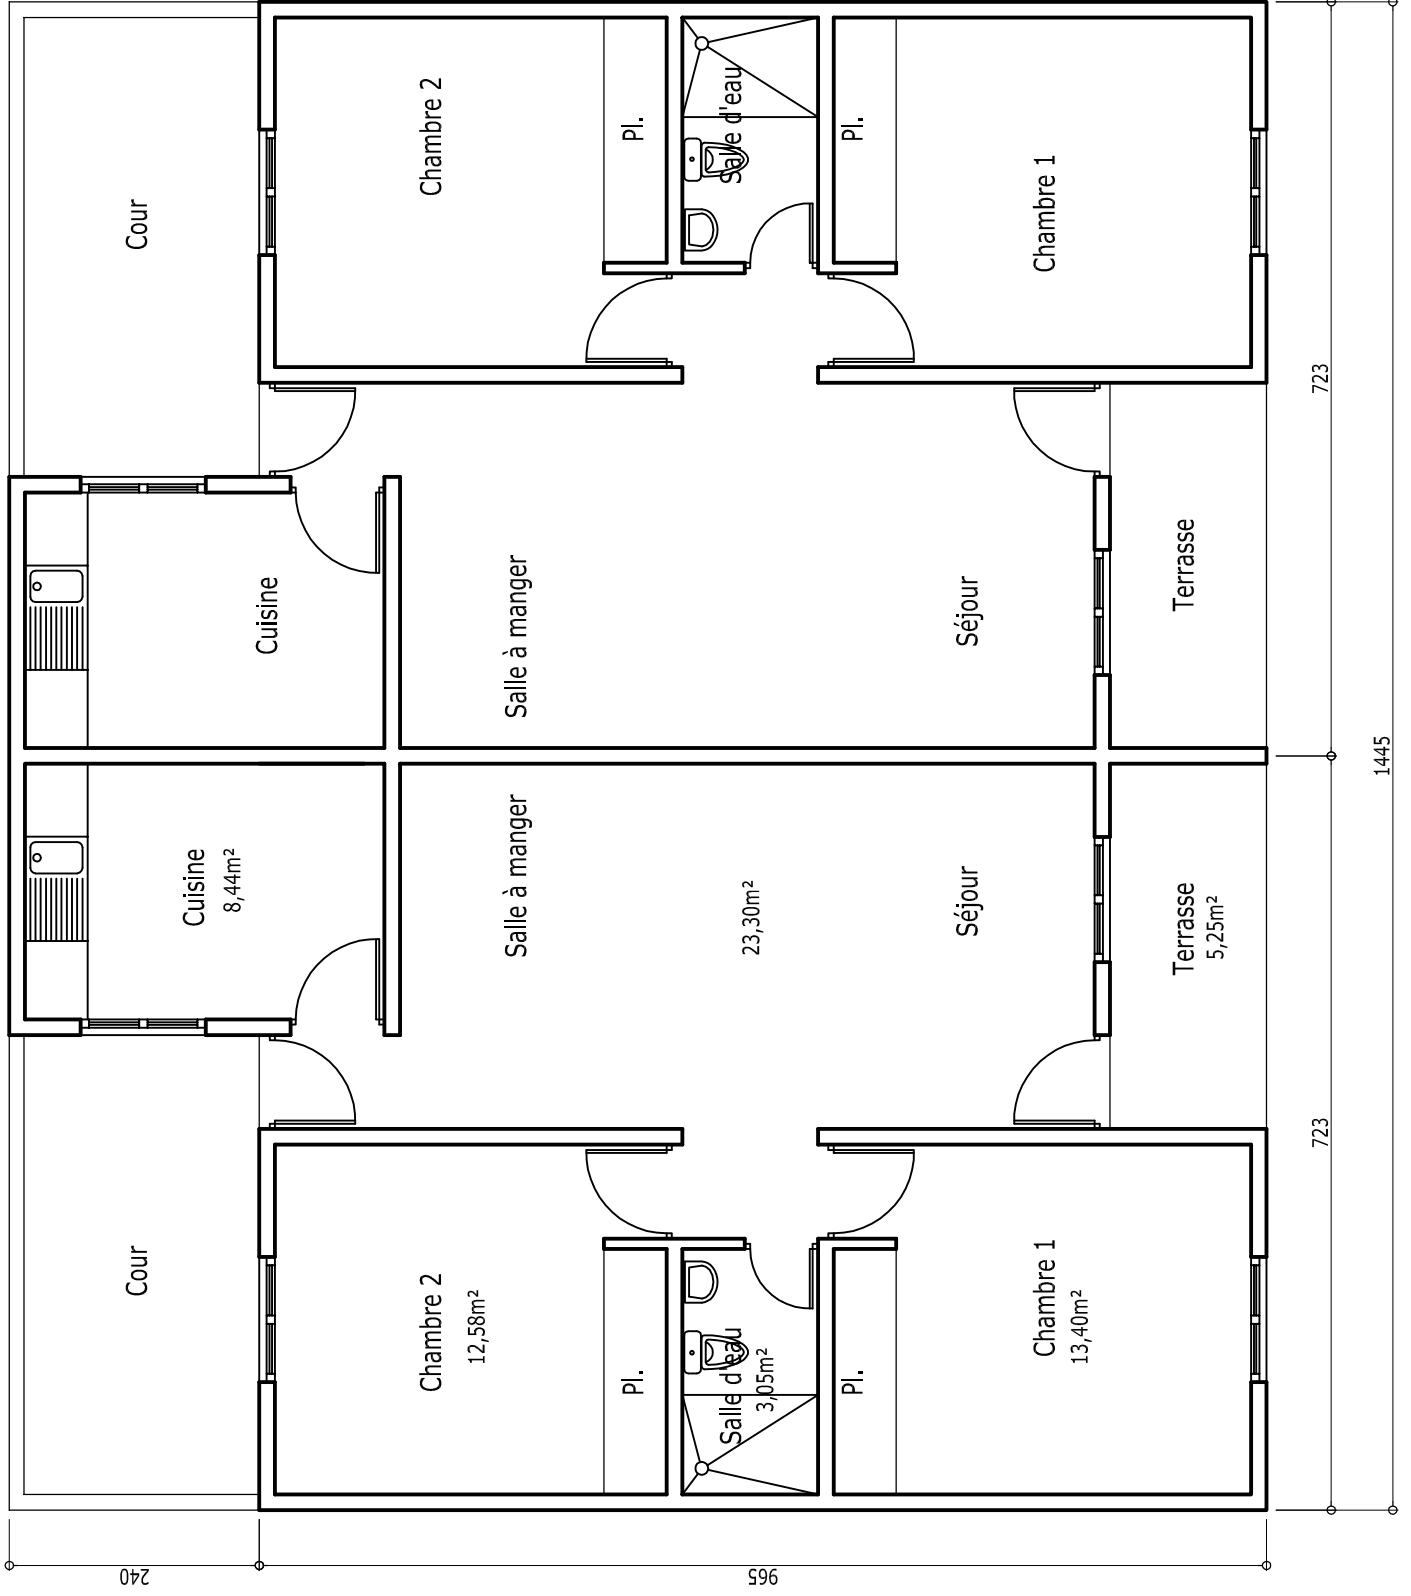 Cour
Cuisine
8,44m²
Cuisine
Cour
Chambre 2
12,58m²
Salle à manger
Salle à manger
Chambre 2
Pl.
Pl.
Salle d'eau
3,05m²
23,30m²
Salle d'eau
Pl.
Pl.
Séjour
Séjour
Chambre 1
13,40m²
Chambre 1
Terrasse
5,25m²
Terrasse
723
723
1445
240
965